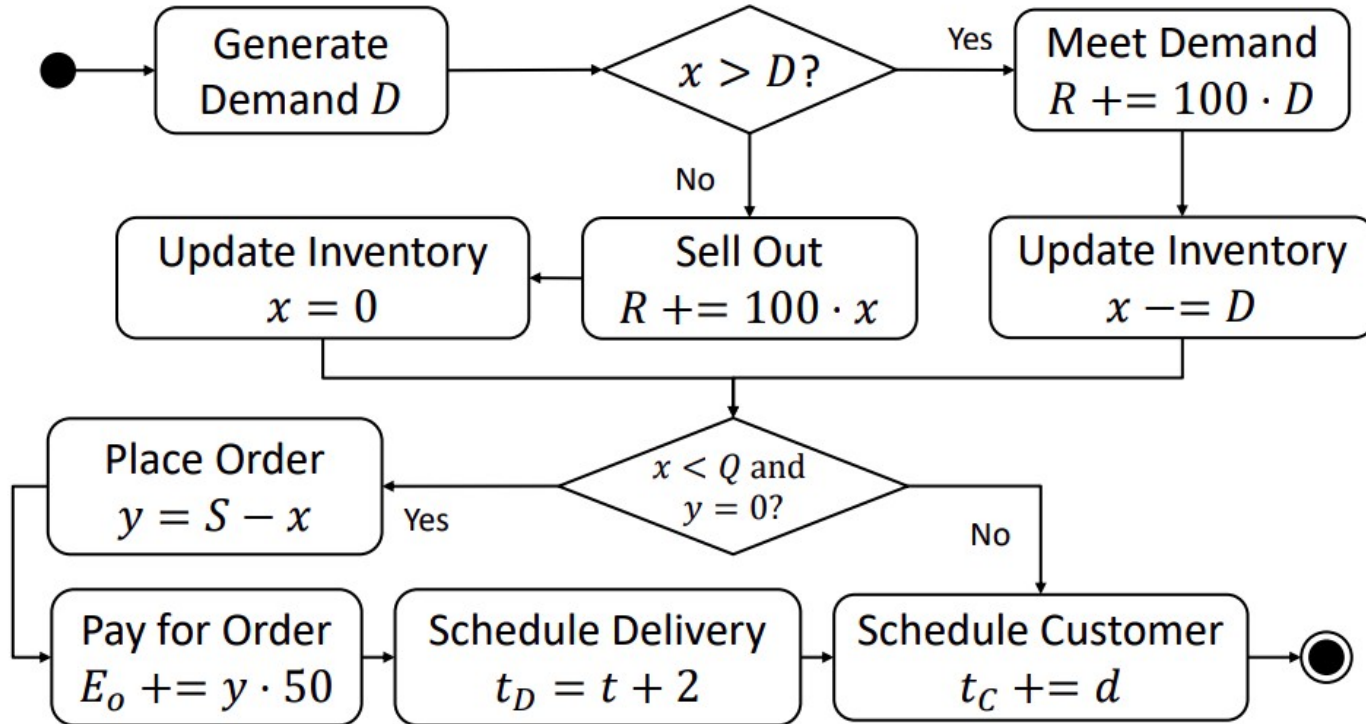 Generate
Demand D
x > D?
Yes
Meet Demand
R += 100 · D
No
Update Inventory
x = 0
Sell Out
R += 100 · x
Update Inventory
x −= D
Place Order
y = S − x
Yes
x < Q and
y = 0?
No
Pay for Order
E_o += y · 50
Schedule Delivery
t_D = t + 2
Schedule Customer
t_C += d